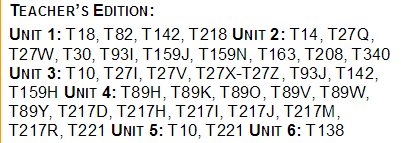 TEACHER'S EDITION:
UNIT 1: T18, T82, T142, T218 UNIT 2: T14, T27Q,
T27W, T30, T93I, T159J, T159N, T163, T208, T340
UNIT 3: T10, T27I, T27V, T27X-T27Z, T93J, T142,
T159H UNIT 4: T89H, T89K, T89O, T89V, T89W,
T89Y, T217D, T217H, T217I, T217J, T217M,
T217R, T221 UNIT 5: T10, T221 UNIT 6: T138